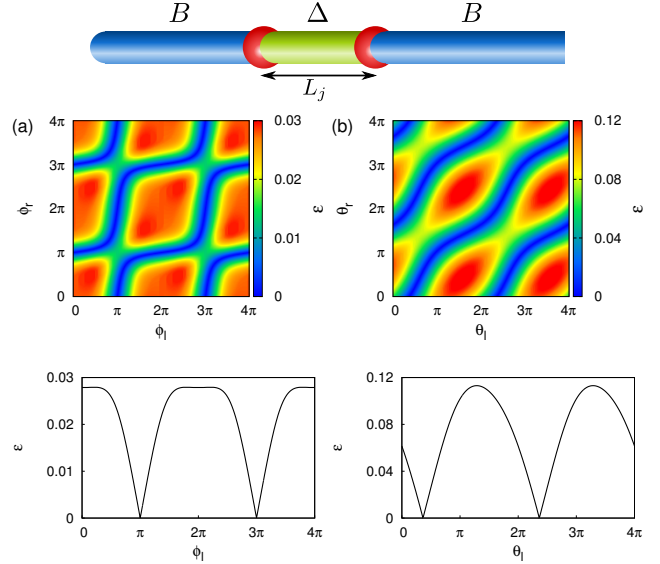 B Δ B
L_j
(a) (b)
4π 0.03 4π 0.12
3π 0.02 3π 0.08
ϕ_r 2π ε θ_r 2π ε
π 0.01 π 0.04
0 0 0 0
0 π 2π 3π 4π 0 π 2π 3π 4π
ϕ_l θ_l
0.03 0.12
0.02 0.08
ε ε
0.01 0.04
0 0
0 π 2π 3π 4π 0 π 2π 3π 4π
ϕ_l θ_l